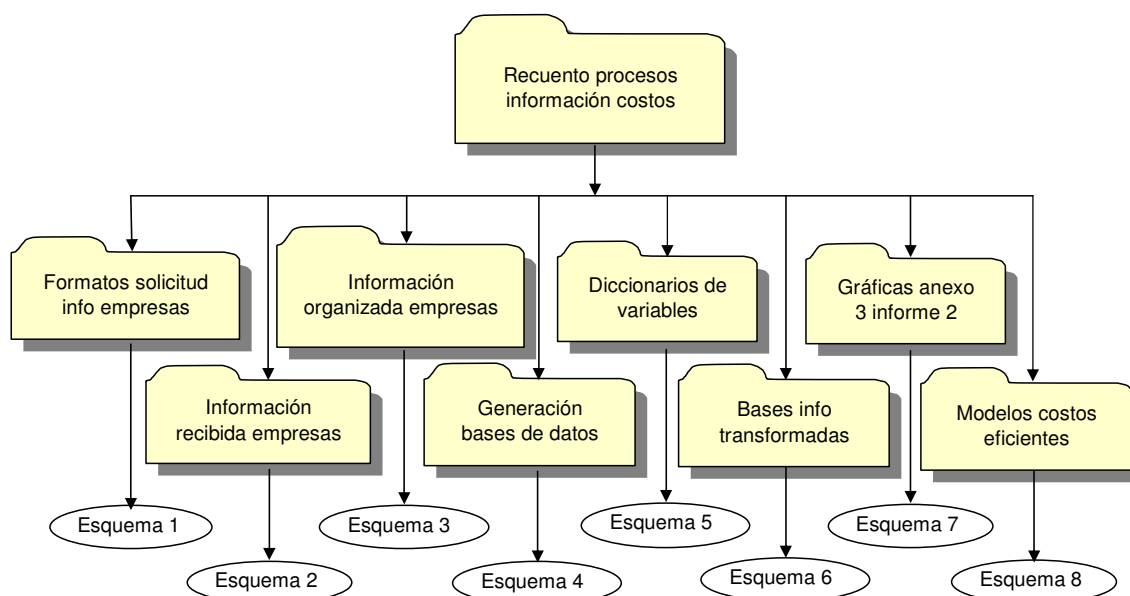 Recuento procesos
información costos
Formatos solicitud
info empresas
Información
organizada empresas
Diccionarios de
variables
Gráficas anexo
3 informe 2
Información
recibida empresas
Generación
bases de datos
Bases info
transformadas
Modelos costos
eficientes
Esquema 1
Esquema 3
Esquema 5
Esquema 7
Esquema 2
Esquema 4
Esquema 6
Esquema 8